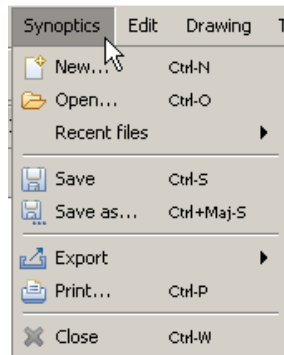 Synoptics Edit Drawing
New... Ctrl-N
Open... Ctrl-O
Recent files
Save Ctrl-S
Save as... Ctrl+Maj-S
Export
Print... Ctrl-P
Close Ctrl-W